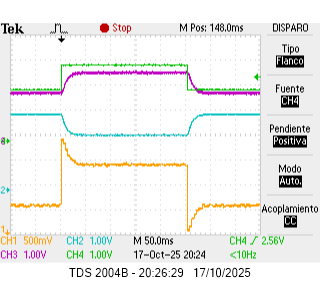 Tek Stop M Pos: 148.0ms DISPARO
Tipo
Flanco
Fuente
CH4
Pendiente
Positiva
Modo
Auto.
Acoplamiento
CC
2
1
CH1 500mV CH2 1.00V M 50.0ms CH4 2.56V
CH3 1.00V CH4 1.00V 17-Oct-25 20:24 <10Hz
TDS 2004B - 20:26:29 17/10/2025